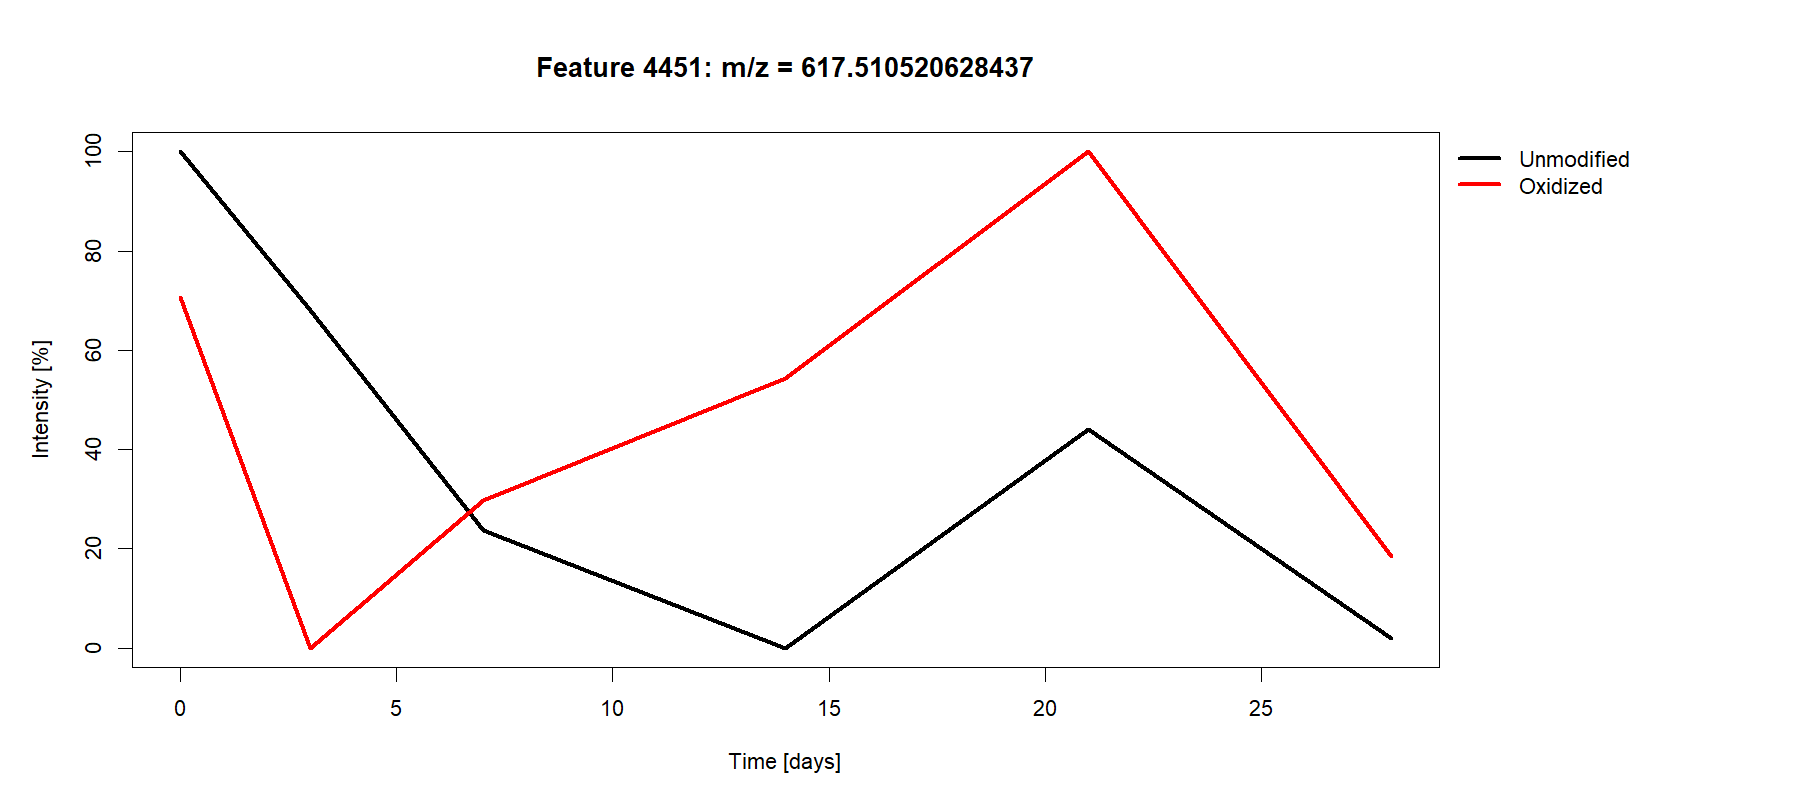 Feature 4451: m/z = 617.510520628437
Unmodified
Oxidized
Intensity [%]
100
80
60
40
20
0
0 5 10 15 20 25
Time [days]